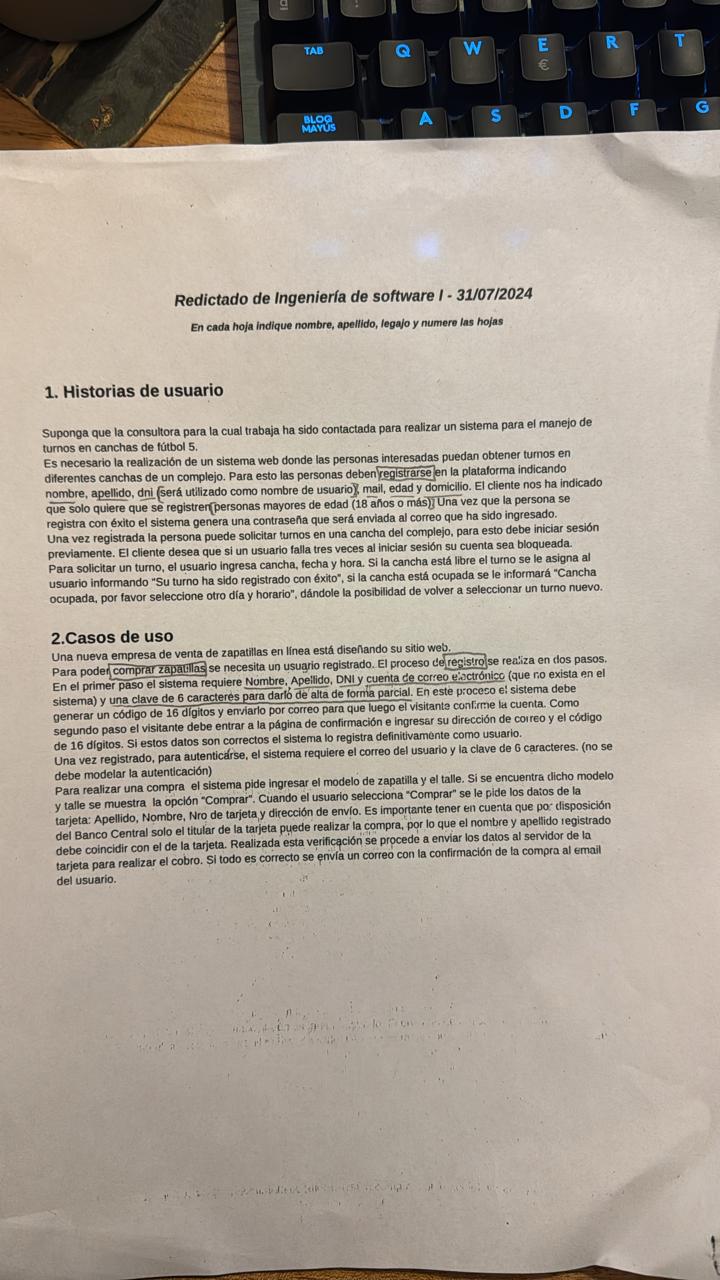 TAB Q W E R T
€
BLOQ MAYÚS A S D F G
Redictado de Ingeniería de software I - 31/07/2024
En cada hoja indique nombre, apellido, legajo y numere las hojas
1. Historias de usuario
Suponga que la consultora para la cual trabaja ha sido contactada para realizar un sistema para el manejo de
turnos en canchas de fútbol 5.
Es necesario la realización de un sistema web donde las personas interesadas puedan obtener turnos en
diferentes canchas de un complejo. Para esto las personas deben registrarse en la plataforma indicando
nombre, apellido, dni (será utilizado como nombre de usuario), mail, edad y domicilio. El cliente nos ha indicado
que solo quiere que se registren personas mayores de edad (18 años o más). Una vez que la persona se
registra con éxito el sistema genera una contraseña que será enviada al correo que ha sido ingresado.
Una vez registrada la persona puede solicitar turnos en una cancha del complejo, para esto debe iniciar sesión
previamente. El cliente desea que si un usuario falla tres veces al iniciar sesión su cuenta sea bloqueada.
Para solicitar un turno, el usuario ingresa cancha, fecha y hora. Si la cancha está libre el turno se le asigna al
usuario informando "Su turno ha sido registrado con éxito", si la cancha está ocupada se le informará "Cancha
ocupada, por favor seleccione otro día y horario", dándole la posibilidad de volver a seleccionar un turno nuevo.
2.Casos de uso
Una nueva empresa de venta de zapatillas en línea está diseñando su sitio web.
Para poder comprar zapatillas se necesita un usuario registrado. El proceso de registro se realiza en dos pasos.
En el primer paso el sistema requiere Nombre, Apellido, DNI y cuenta de correo electrónico (que no exista en el
sistema) y una clave de 6 caracteres para darlo de alta de forma parcial. En este proceso el sistema debe
generar un código de 16 dígitos y enviarlo por correo para que luego el visitante confirme la cuenta. Como
segundo paso el visitante debe entrar a la página de confirmación e ingresar su dirección de correo y el código
de 16 dígitos. Si estos datos son correctos el sistema lo registra definitivamente como usuario.
Una vez registrado, para autenticarse, el sistema requiere el correo del usuario y la clave de 6 caracteres. (no se
debe modelar la autenticación)
Para realizar una compra el sistema pide ingresar el modelo de zapatilla y el talle. Si se encuentra dicho modelo
y talle se muestra la opción "Comprar". Cuando el usuario selecciona "Comprar" se le pide los datos de la
tarjeta: Apellido, Nombre, Nro de tarjeta y dirección de envío. Es importante tener en cuenta que por disposición
del Banco Central solo el titular de la tarjeta puede realizar la compra, por lo que el nombre y apellido registrado
debe coincidir con el de la tarjeta. Realizada esta verificación se procede a enviar los datos al servidor de la
tarjeta para realizar el cobro. Si todo es correcto se envía un correo con la confirmación de la compra al email
del usuario.